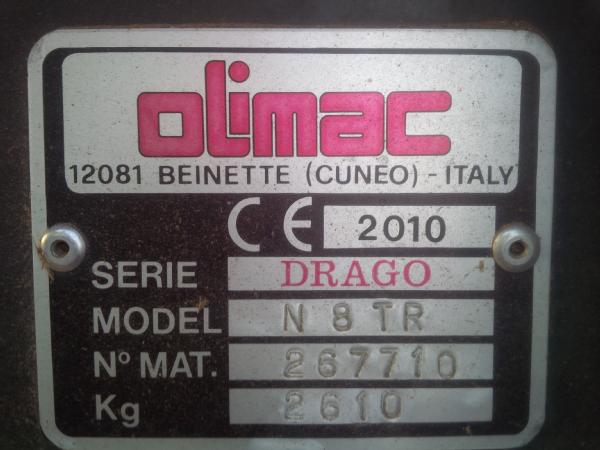 olimac
12081 BEINETTE (CUNEO) - ITALY
CE 2010
SERIE DRAGO
MODEL N 8 TR
N° MAT. 267710
Kg 2610